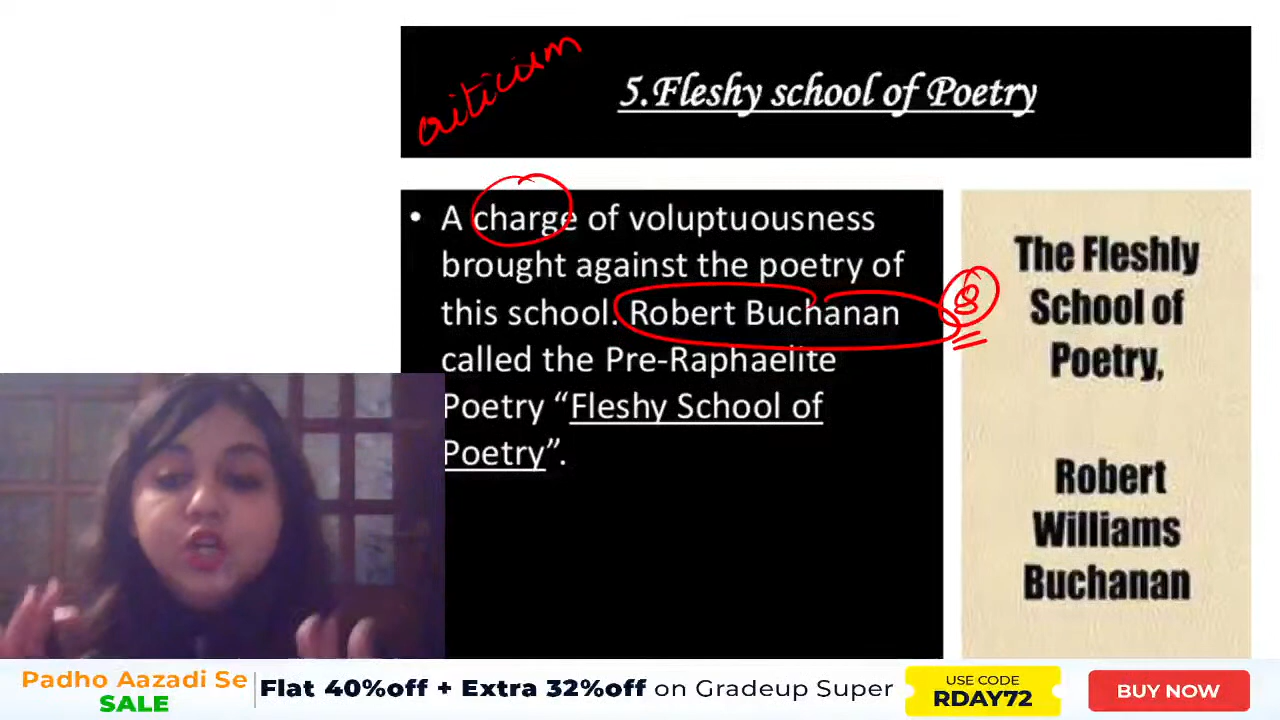 criticism
5.Fleshy school of Poetry
• A charge of voluptuousness
brought against the poetry of
this school. Robert Buchanan
called the Pre-Raphaelite
Poetry “Fleshy School of
Poetry”.
The Fleshly
School of
Poetry,
Robert
Williams
Buchanan
Padho Aazadi Se
SALE
Flat 40%off + Extra 32%off on Gradeup Super
USE CODE
RDAY72
BUY NOW